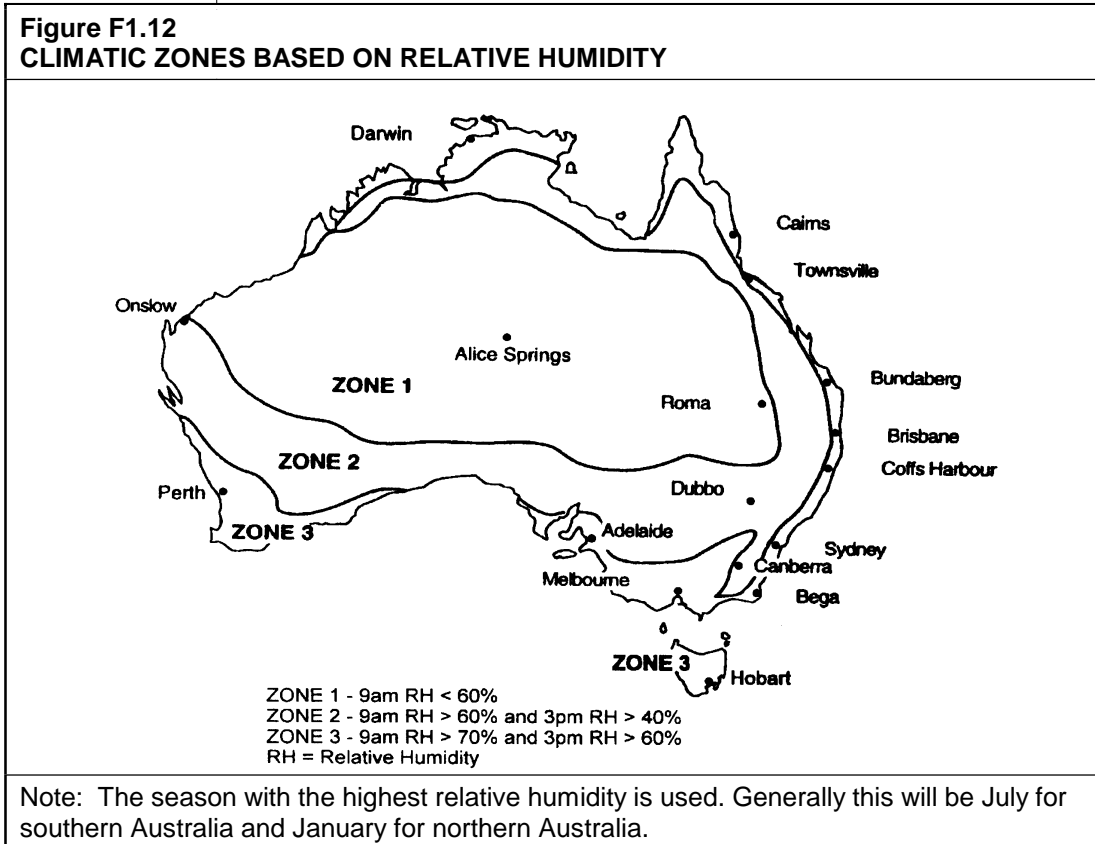 Figure F1.12
CLIMATIC ZONES BASED ON RELATIVE HUMIDITY
Darwin
Cairns
Townsville
Onslow
Alice Springs
ZONE 1
Bundaberg
Roma
Brisbane
ZONE 2
Coffs Harbour
Perth
Dubbo
ZONE 3
Adelaide
Sydney
Canberra
Melbourne
Bega
ZONE 3
Hobart
ZONE 1 - 9am RH < 60%
ZONE 2 - 9am RH > 60% and 3pm RH > 40%
ZONE 3 - 9am RH > 70% and 3pm RH > 60%
RH = Relative Humidity
Note: The season with the highest relative humidity is used. Generally this will be July for
southern Australia and January for northern Australia.